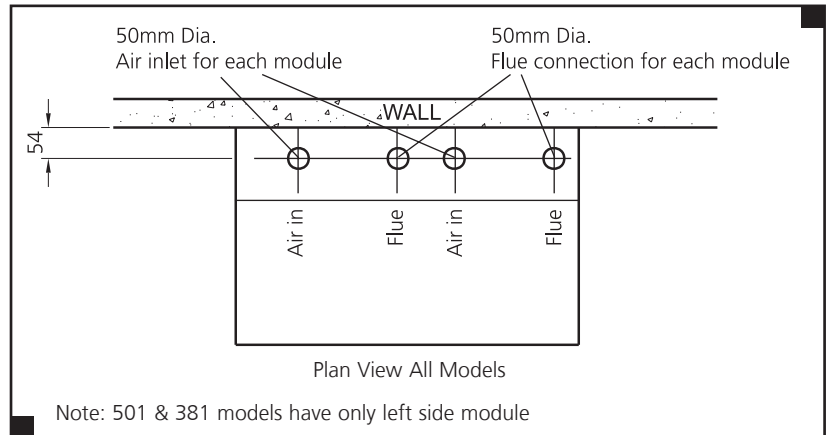 50mm Dia.
Air inlet for each module
50mm Dia.
Flue connection for each module
WALL
54
Air in
Flue
Air in
Flue
Plan View All Models
Note: 501 & 381 models have only left side module